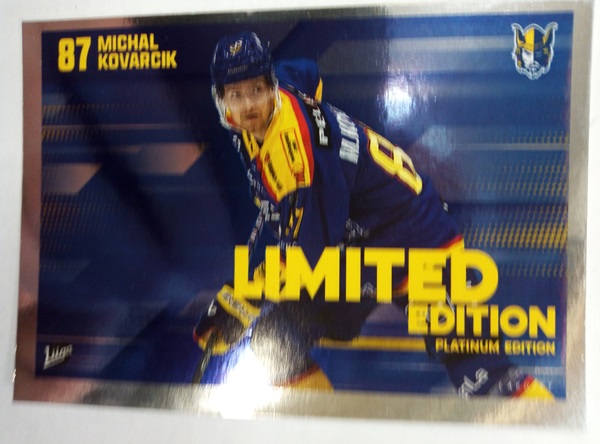 87 MICHAL
KOVARCIK
LIMITED
EDITION
PLATINUM EDITION